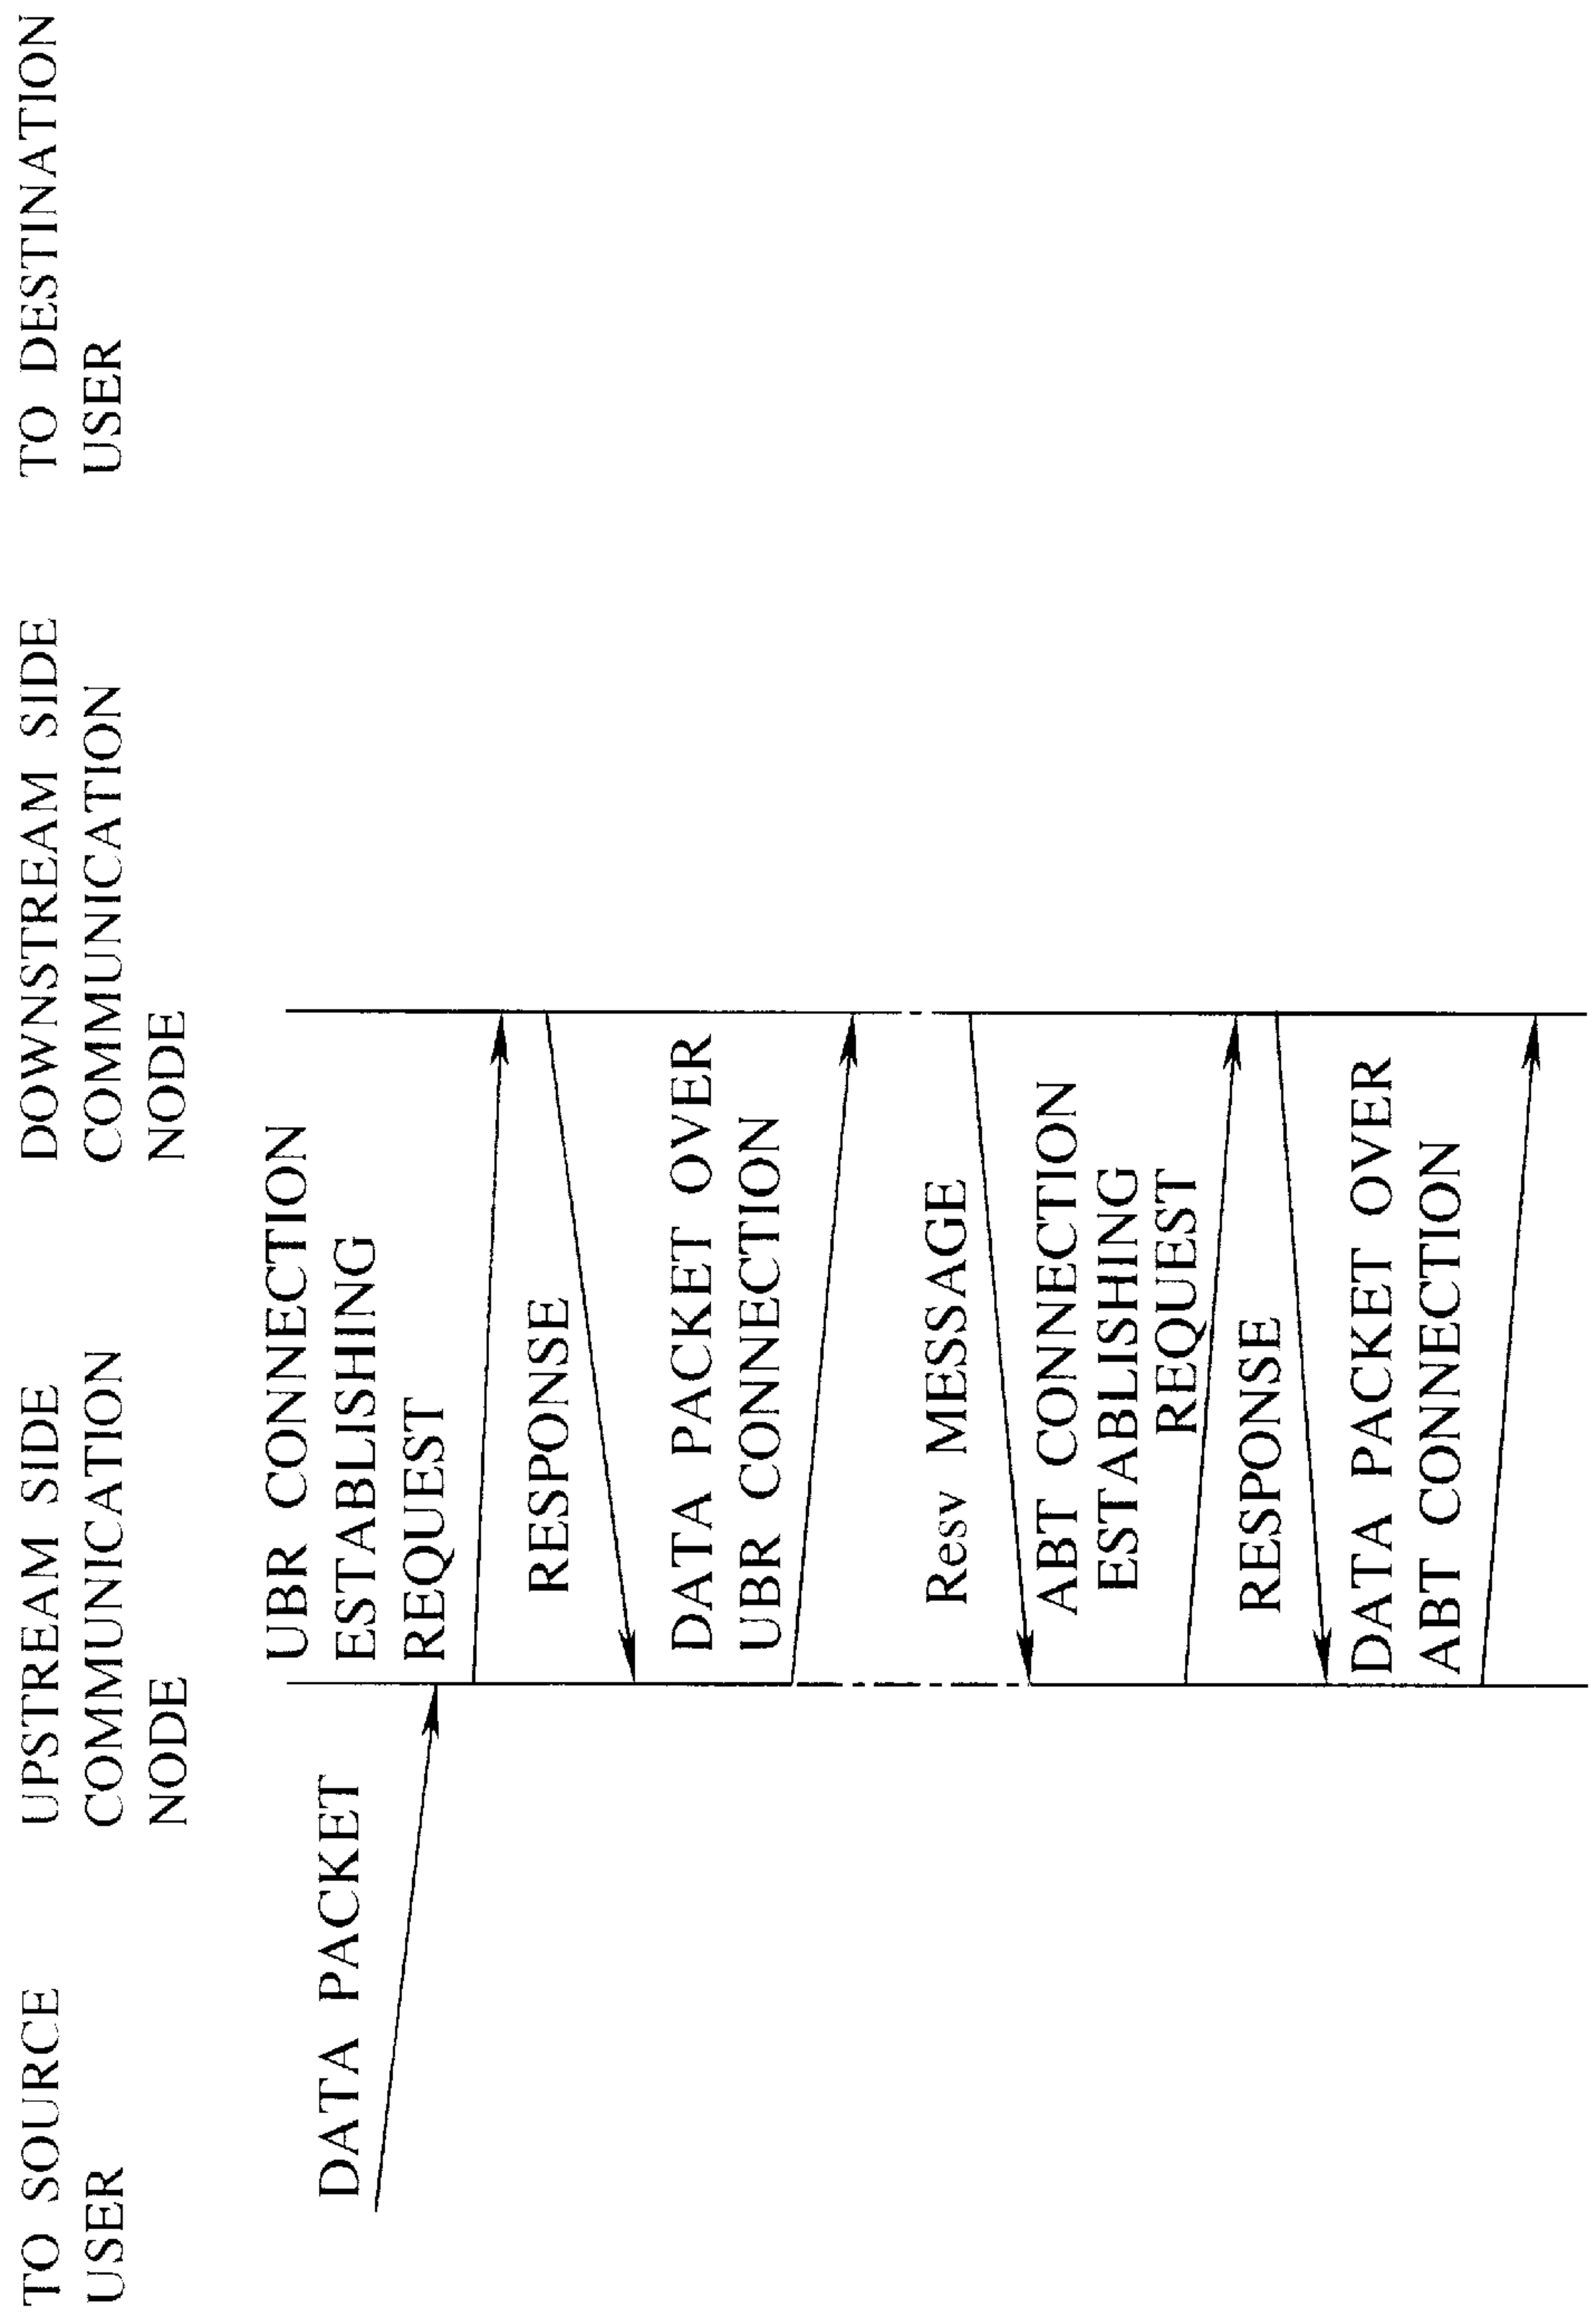 TO SOURCE
USER
UPSTREAM SIDE
COMMUNICATION
NODE
DOWNSTREAM SIDE
COMMUNICATION
NODE
TO DESTINATION
USER
DATA PACKET
UBR CONNECTION
ESTABLISHING
REQUEST
RESPONSE
DATA PACKET OVER
UBR CONNECTION
Resv MESSAGE
ABT CONNECTION
ESTABLISHING
REQUEST
RESPONSE
DATA PACKET OVER
ABT CONNECTION